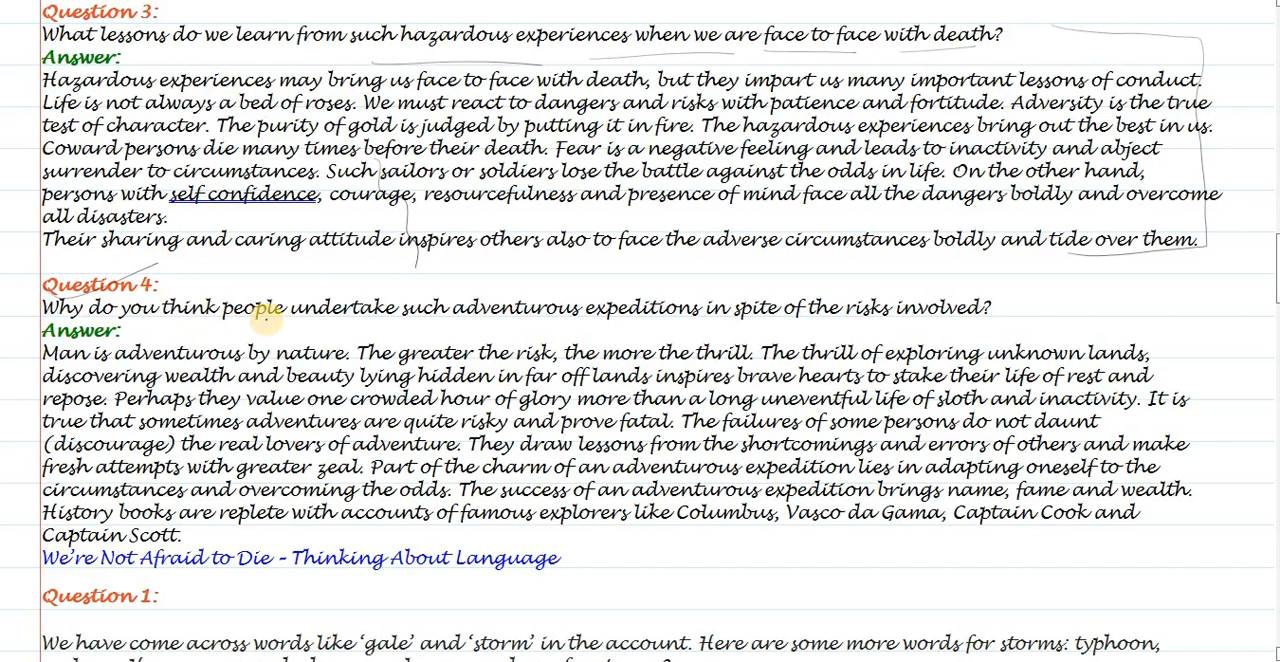 Question 3:
What lessons do we learn from such hazardous experiences when we are face to face with death?
Answer:
Hazardous experiences may bring us face to face with death, but they impart us many important lessons of conduct.
Life is not always a bed of roses. We must react to dangers and risks with patience and fortitude. Adversity is the true
test of character. The purity of gold is judged by putting it in fire. The hazardous experiences bring out the best in us.
Coward persons die many times before their death. Fear is a negative feeling and leads to inactivity and abject
surrender to circumstances. Such sailors or soldiers lose the battle against the odds in life. On the other hand,
persons with self confidence, courage, resourcefulness and presence of mind face all the dangers boldly and overcome
all disasters.
Their sharing and caring attitude inspires others also to face the adverse circumstances boldly and tide over them.
Question 4:
Why do you think people undertake such adventurous expeditions in spite of the risks involved?
Answer:
Man is adventurous by nature. The greater the risk, the more the thrill. The thrill of exploring unknown lands,
discovering wealth and beauty lying hidden in far off lands inspires brave hearts to stake their life of rest and
repose. Perhaps they value one crowded hour of glory more than a long uneventful life of sloth and inactivity. It is
true that sometimes adventures are quite risky and prove fatal. The failures of some persons do not daunt
(discourage) the real lovers of adventure. They draw lessons from the shortcomings and errors of others and make
fresh attempts with greater zeal. Part of the charm of an adventurous expedition lies in adapting oneself to the
circumstances and overcoming the odds. The success of an adventurous expedition brings name, fame and wealth.
History books are replete with accounts of famous explorers like Columbus, Vasco da Gama, Captain Cook and
Captain Scott.
We're Not Afraid to Die – Thinking About Language
Question 1:
We have come across words like 'gale' and 'storm' in the account. Here are some more words for storms: typhoon,